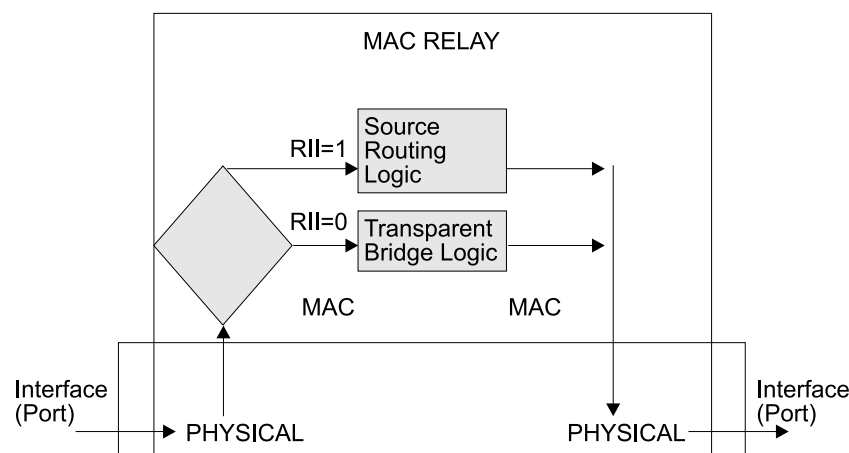 MAC RELAY
RII=1
Source
Routing
Logic
RII=0
Transparent
Bridge Logic
MAC
MAC
Interface
(Port)
PHYSICAL
PHYSICAL
Interface
(Port)